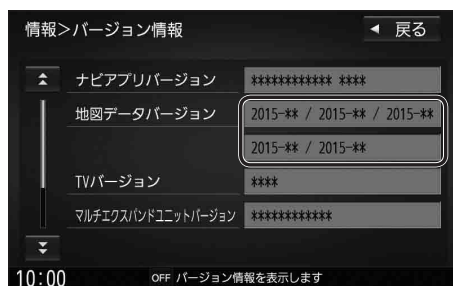 情報>バージョン情報
戻る
ナビアプリバージョン
************ ****
地図データバージョン
2015-** / 2015-** / 2015-**
2015-** / 2015-**
TVバージョン
****
マルチエクスパンドユニットバージョン
************
10:00
OFF バージョン情報を表示します